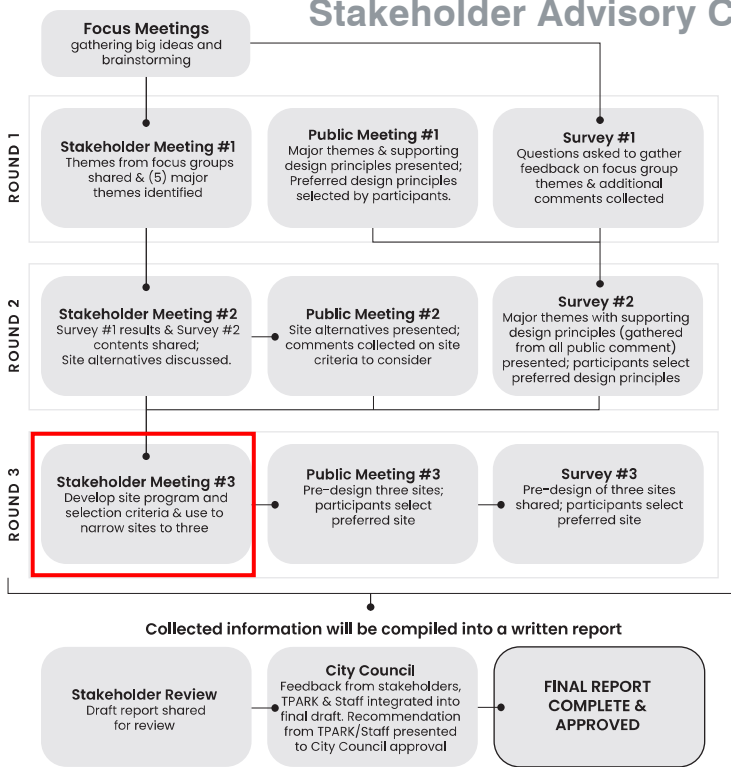 Stakeholder Advisory C
Focus Meetings
gathering big ideas and
brainstorming
ROUND 1
Stakeholder Meeting #1
Themes from focus groups
shared & (5) major
themes identified
Public Meeting #1
Major themes & supporting
design principles presented;
Preferred design principles
selected by participants.
Survey #1
Questions asked to gather
feedback on focus group
themes & additional
comments collected
ROUND 2
Stakeholder Meeting #2
Survey #1 results & Survey #2
contents shared;
Site alternatives discussed.
Public Meeting #2
Site alternatives presented;
comments collected on site
criteria to consider
Survey #2
Major themes with supporting
design principles (gathered
from all public comment)
presented; participants select
preferred design principles
ROUND 3
Stakeholder Meeting #3
Develop site program and
selection criteria & use to
narrow sites to three
Public Meeting #3
Pre-design three sites;
participants select
preferred site
Survey #3
Pre-design of three sites
shared; participants select
preferred site
Collected information will be compiled into a written report
Stakeholder Review
Draft report shared
for review
City Council
Feedback from stakeholders,
TPARK & Staff integrated into
final draft. Recommendation
from TPARK/Staff presented
to City Council approval
FINAL REPORT
COMPLETE &
APPROVED